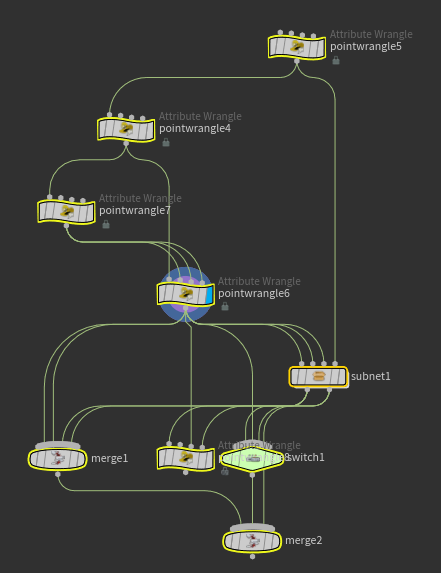 Attribute Wrangle
pointwrangle5
Attribute Wrangle
pointwrangle4
Attribute Wrangle
pointwrangle7
Attribute Wrangle
pointwrangle6
subnet1
Attribute Wrangle
merge1
switch1
merge2